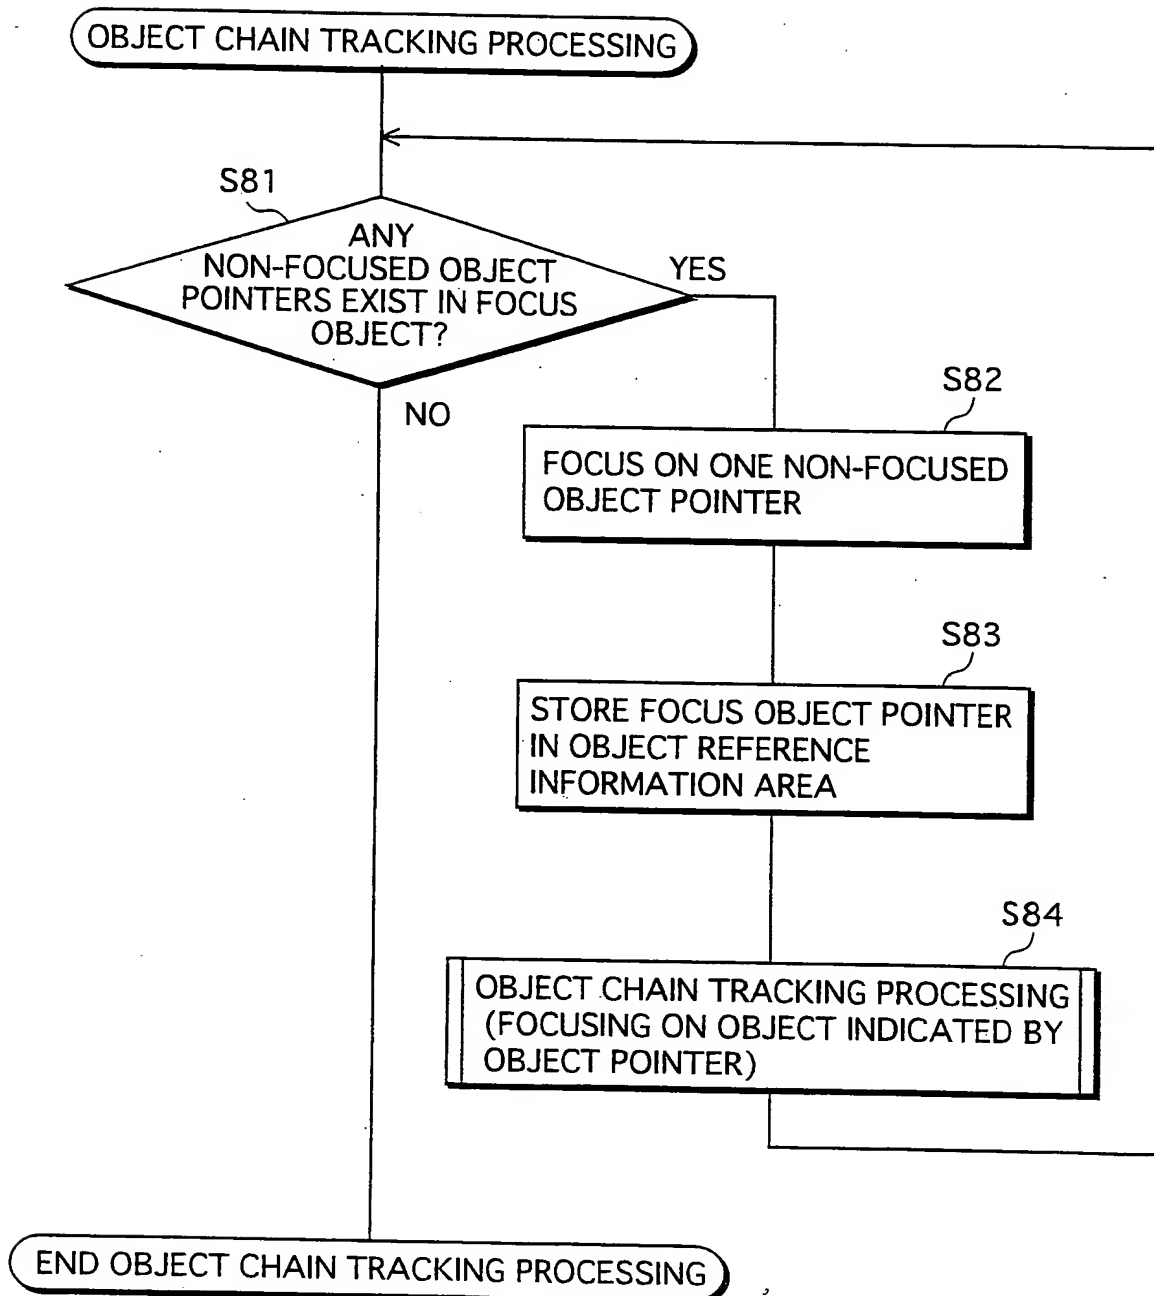 OBJECT CHAIN TRACKING PROCESSING
S81
ANY
NON-FOCUSED OBJECT
POINTERS EXIST IN FOCUS
OBJECT?
YES
NO
S82
FOCUS ON ONE NON-FOCUSED
OBJECT POINTER
S83
STORE FOCUS OBJECT POINTER
IN OBJECT REFERENCE
INFORMATION AREA
S84
OBJECT CHAIN TRACKING PROCESSING
(FOCUSING ON OBJECT INDICATED BY
OBJECT POINTER)
END OBJECT CHAIN TRACKING PROCESSING